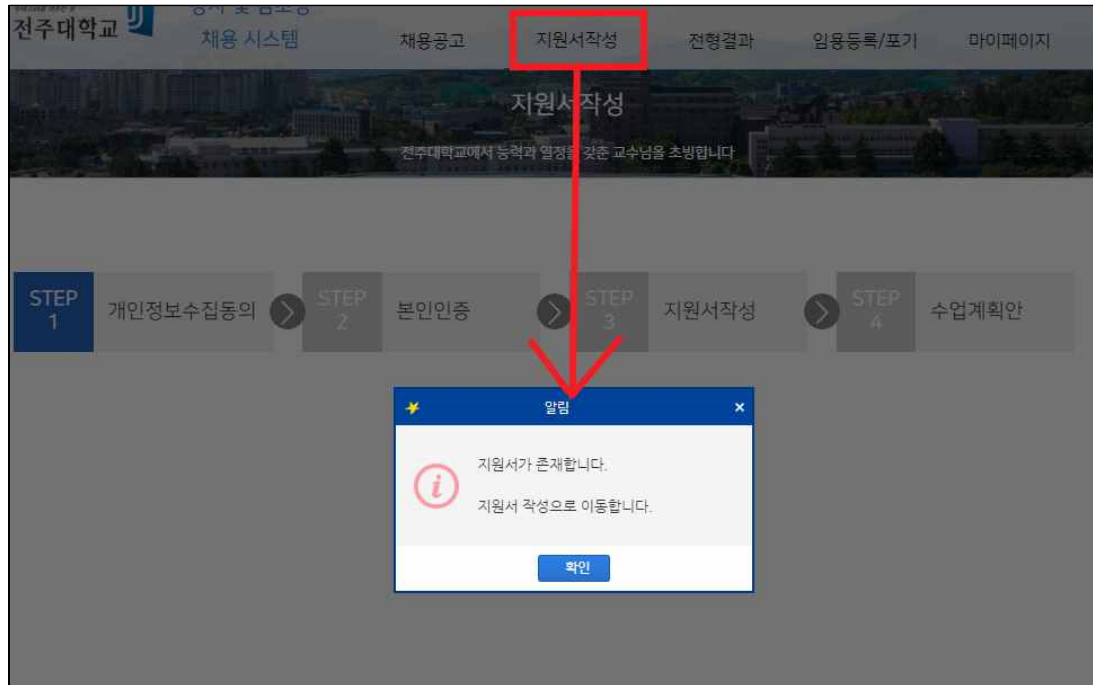 전주대학교
채용 시스템
채용공고 지원서작성 전형결과 임용등록/포기 마이페이지
지원서작성
전주대학교에서 능력과 열정을 갖춘 교수님을 초빙합니다
STEP 1 개인정보수집동의
STEP 2 본인인증
STEP 3 지원서작성
STEP 4 수업계획안
알림
지원서가 존재합니다.
지원서 작성으로 이동합니다.
확인